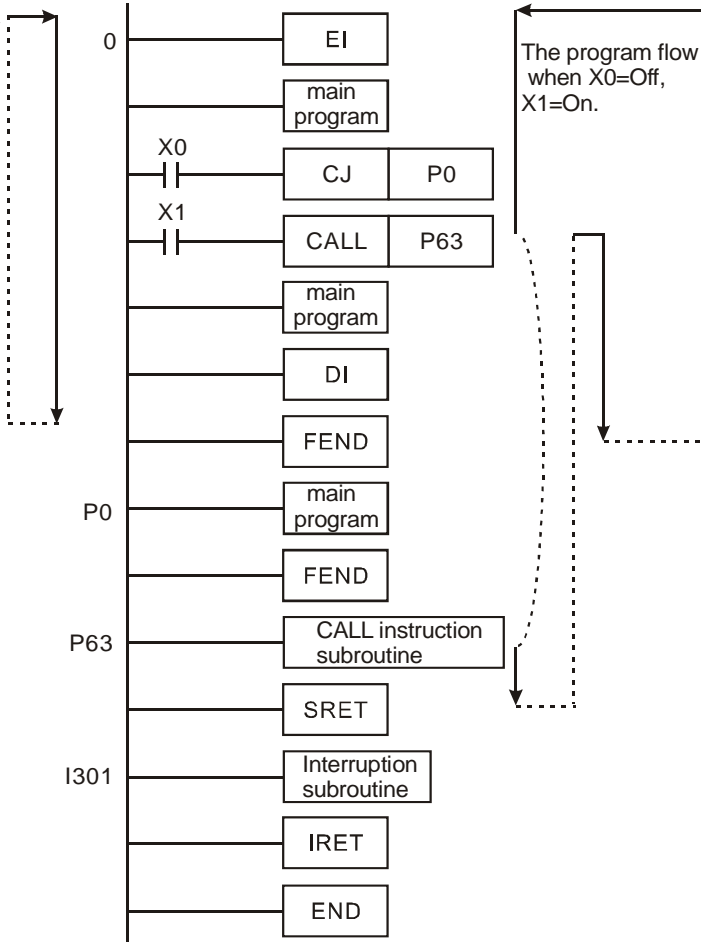 0 EI
The program flow
when X0=Off,
X1=On.
main
program
X0
CJ P0
X1
CALL P63
main
program
DI
FEND
P0
main
program
FEND
P63
CALL instruction
subroutine
SRET
I301
Interruption
subroutine
IRET
END